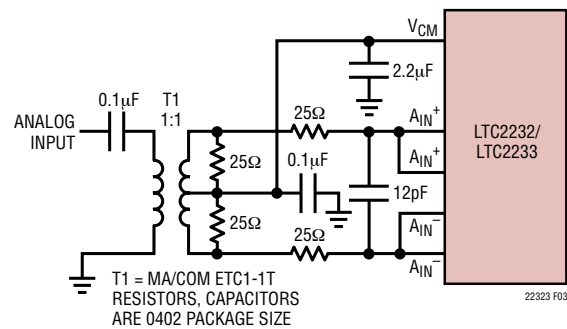 VCM
2.2μF
0.1μF
T1
1:1
ANALOG
INPUT
25Ω
AIN+
LTC2232/
LTC2233
25Ω
0.1μF
AIN+
12pF
25Ω
AIN–
25Ω
AIN–
T1 = MA/COM ETC1-1T
RESISTORS, CAPACITORS
ARE 0402 PACKAGE SIZE
22323 F03